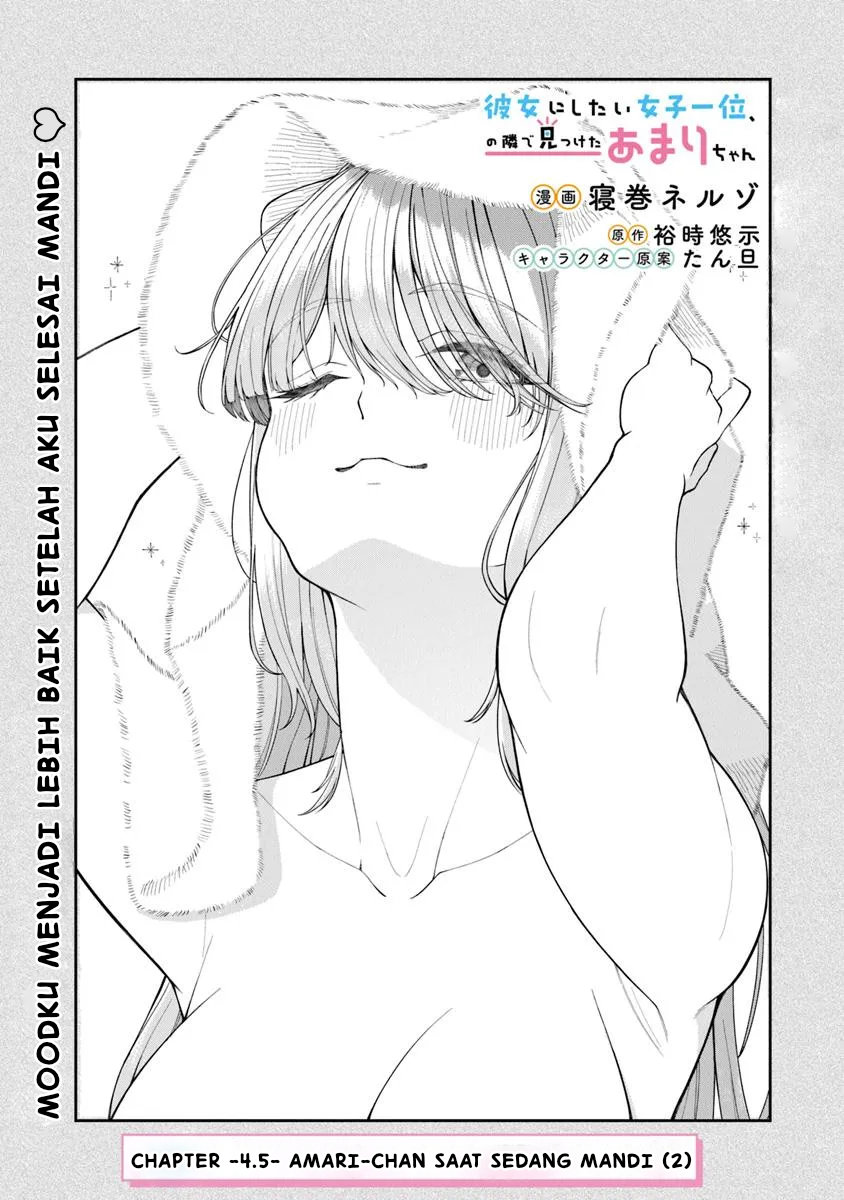 彼女にしたい女子一位、
の隣で見つけたあまりちゃん
漫画 寝巻ネルゾ
原作 裕時悠示
キャラクター原案 たん旦
MOODKU MENJADI LEBIH BAIK SETELAH AKU SELESAI MANDI♡
CHAPTER -4.5- AMARI-CHAN SAAT SEDANG MANDI (2)